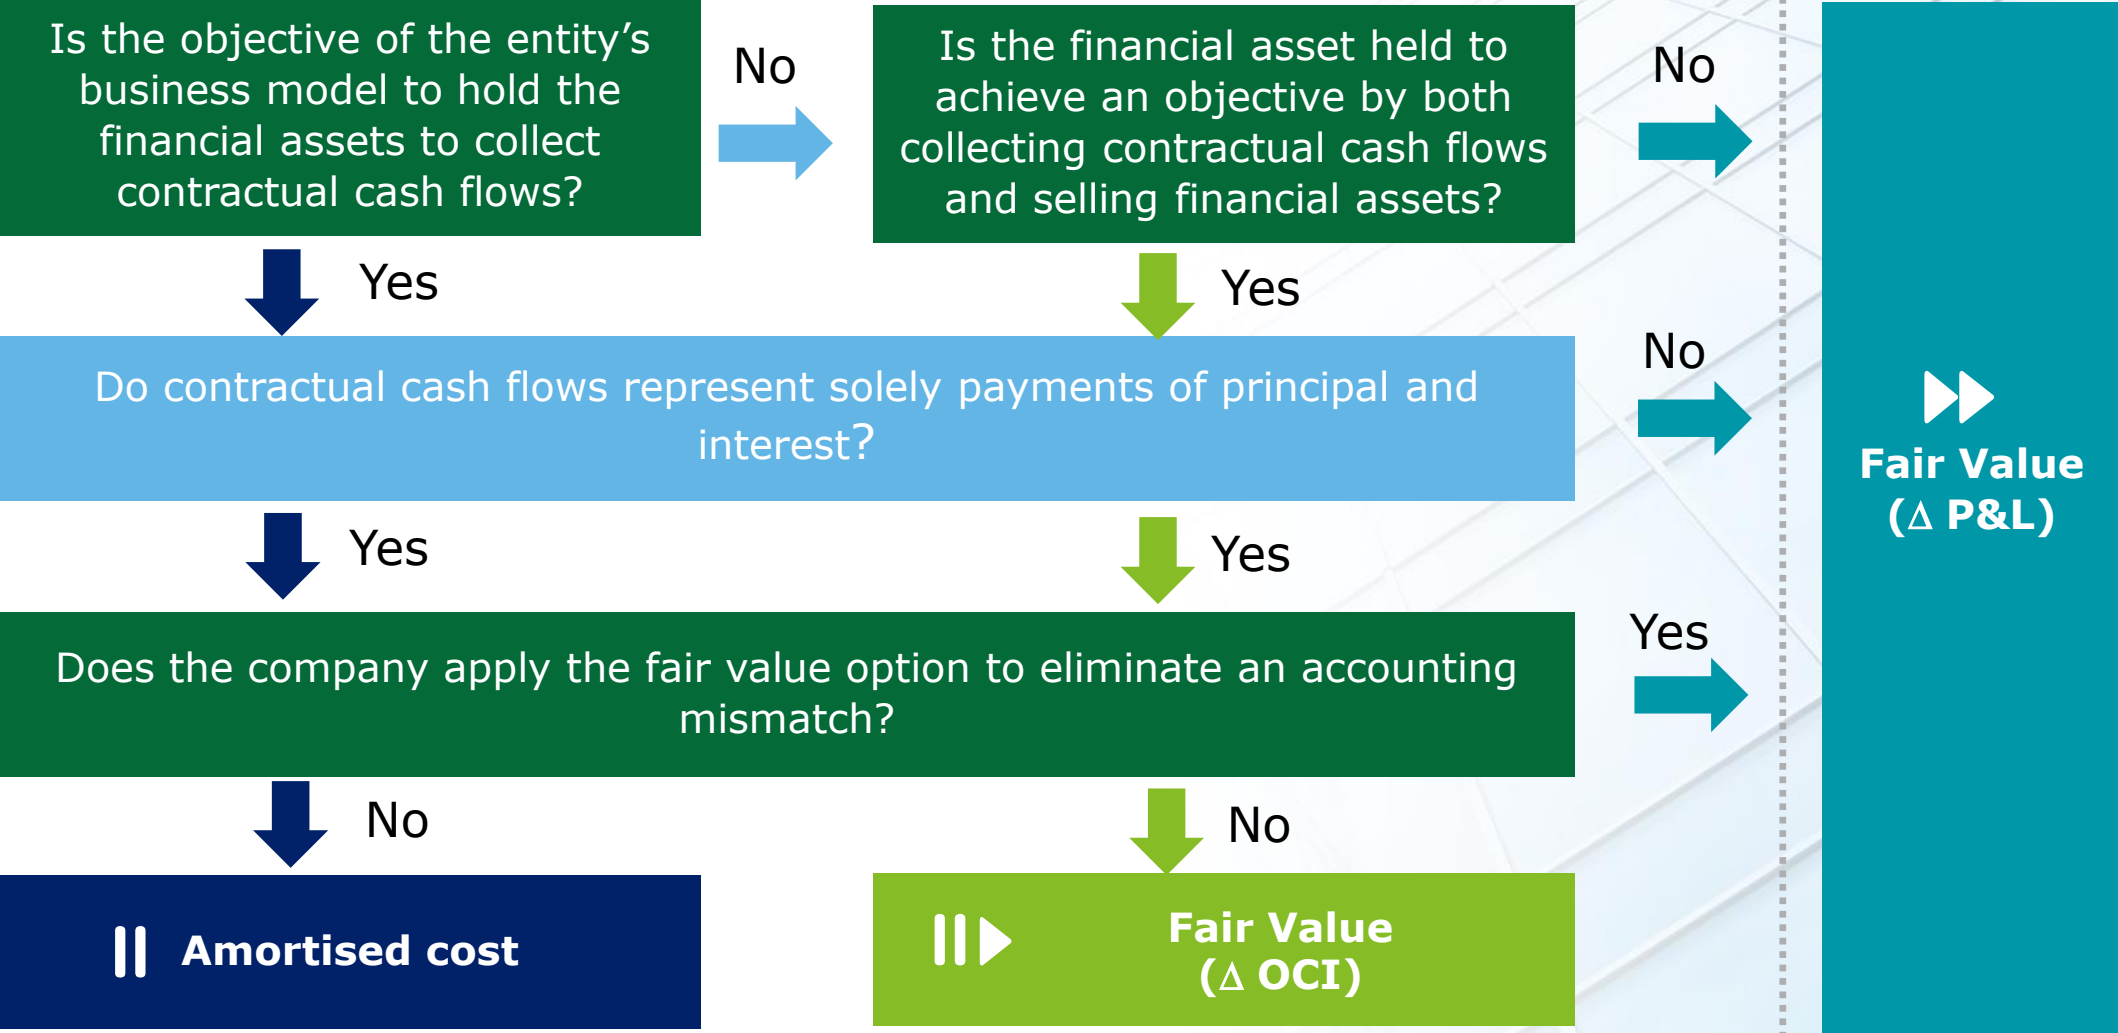 Is the objective of the entity’s
business model to hold the
financial assets to collect
contractual cash flows?
No
Is the financial asset held to
achieve an objective by both
collecting contractual cash flows
and selling financial assets?
No
Yes
Yes
Do contractual cash flows represent solely payments of principal and
interest?
No
Fair Value
(Δ P&L)
Yes
Yes
Does the company apply the fair value option to eliminate an accounting
mismatch?
Yes
No
No
Amortised cost
Fair Value
(Δ OCI)